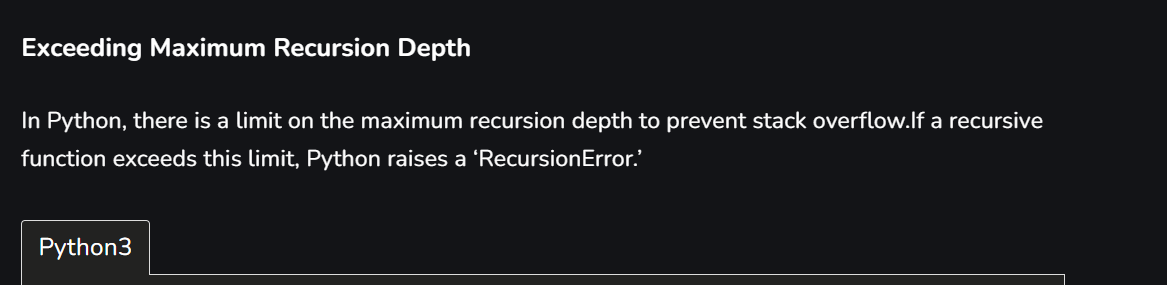 Exceeding Maximum Recursion Depth
In Python, there is a limit on the maximum recursion depth to prevent stack overflow.If a recursive
function exceeds this limit, Python raises a ‘RecursionError.’
Python3